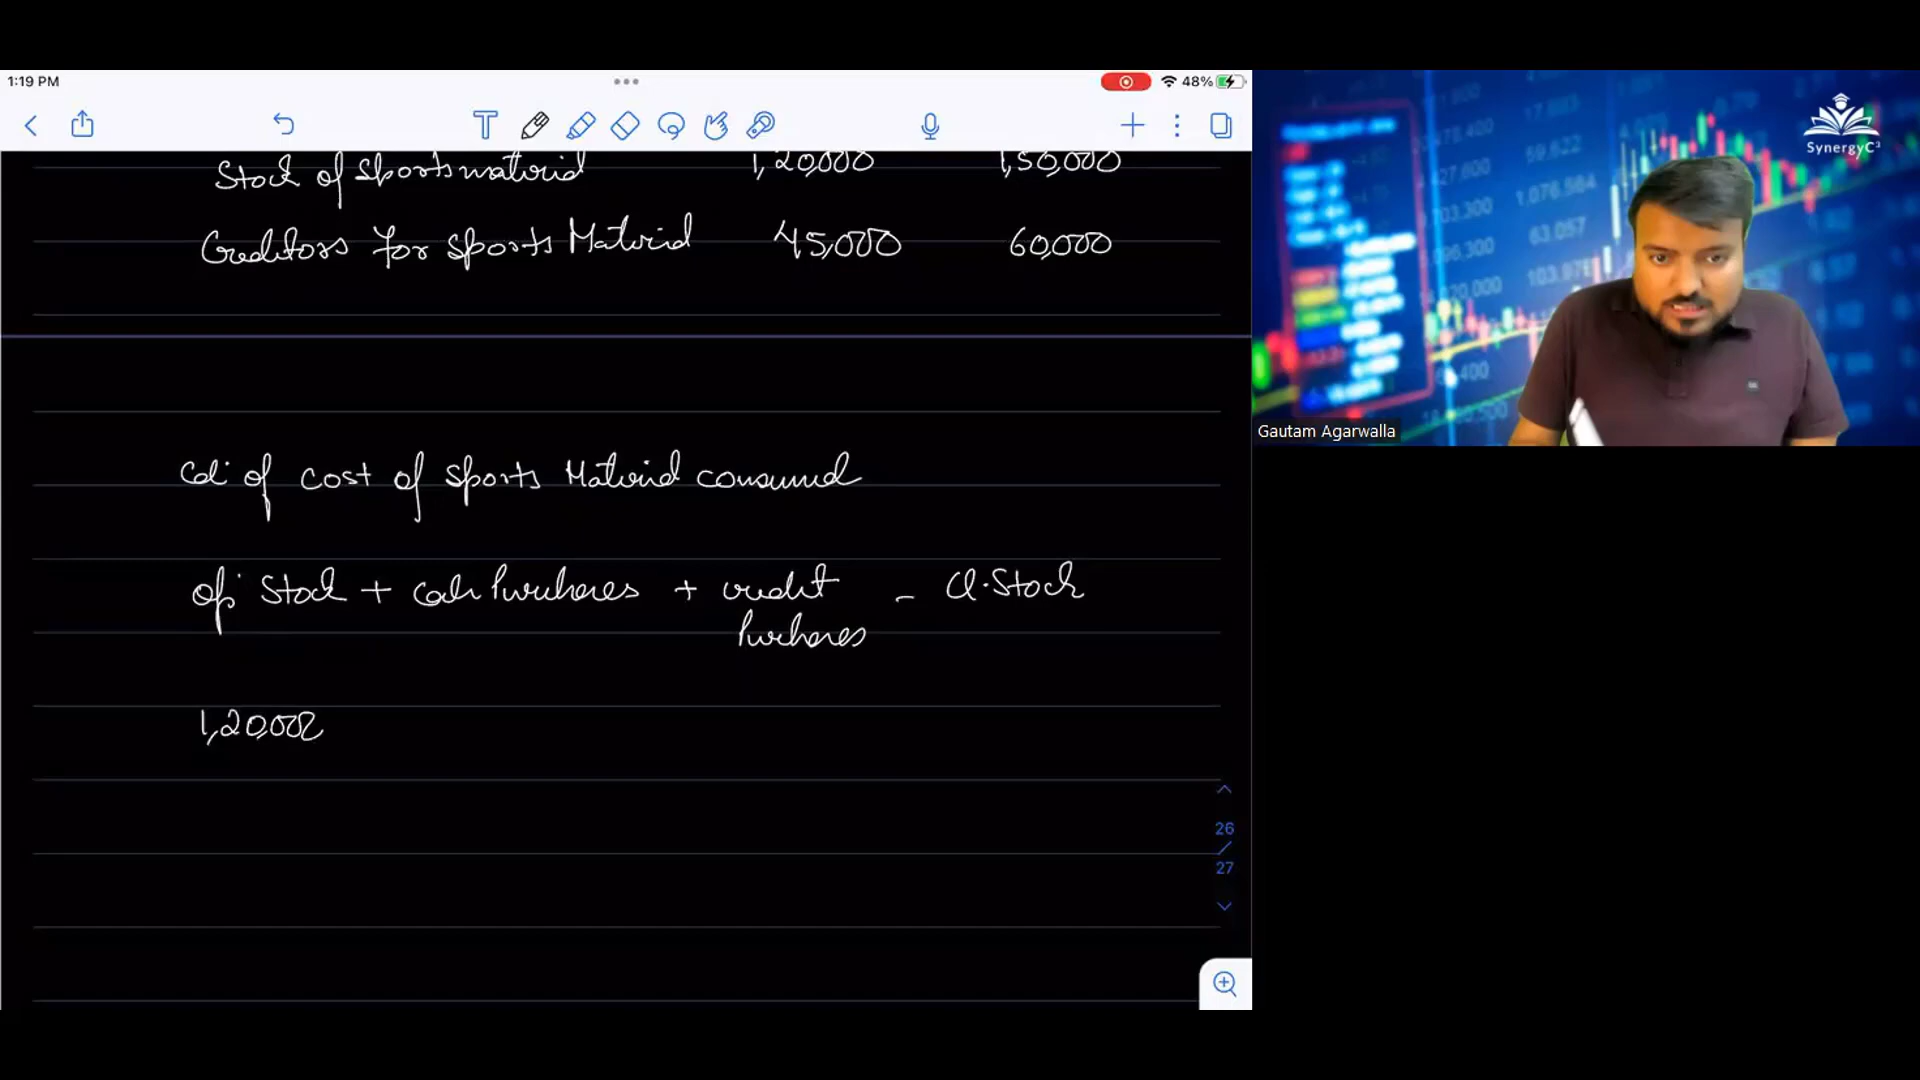 1:19 PM
48%
Stock of Sports material 1,20,000 1,50,000
Creditors for Sports Material 45,000 60,000
Cal. of cost of sports Material consumed
op. Stock + Cash Purchases + credit - Cl. Stock
Purchases
1,20,000
26
27
SynergyC³
Gautam Agarwalla